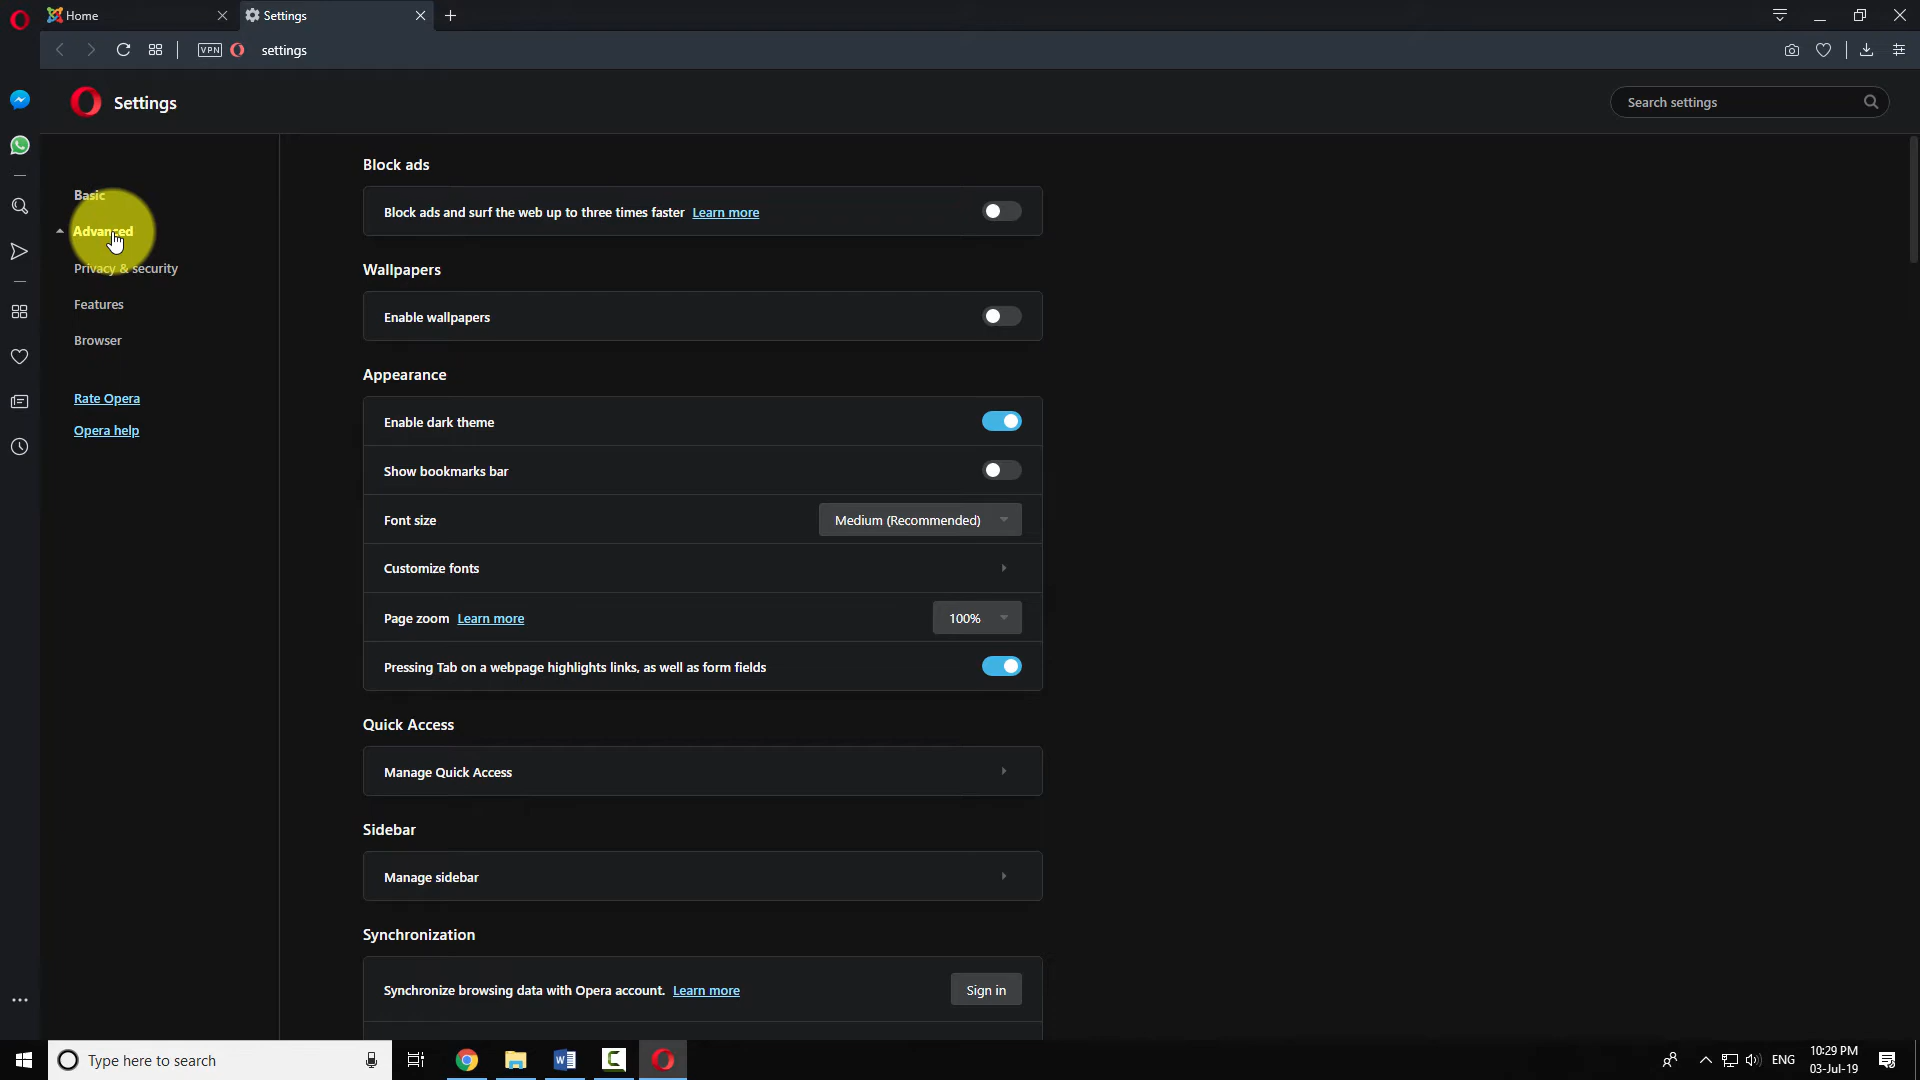 Home
Settings
VPN
settings
Settings
Search settings
Basic
Advanced
Privacy & security
Features
Browser
Rate Opera
Opera help
Block ads
Block ads and surf the web up to three times faster Learn more
Wallpapers
Enable wallpapers
Appearance
Enable dark theme
Show bookmarks bar
Font size
Medium (Recommended)
Customize fonts
Page zoom Learn more
100%
Pressing Tab on a webpage highlights links, as well as form fields
Quick Access
Manage Quick Access
Sidebar
Manage sidebar
Synchronization
Synchronize browsing data with Opera account. Learn more
Sign in
Type here to search
ENG
10:29 PM
03-Jul-19